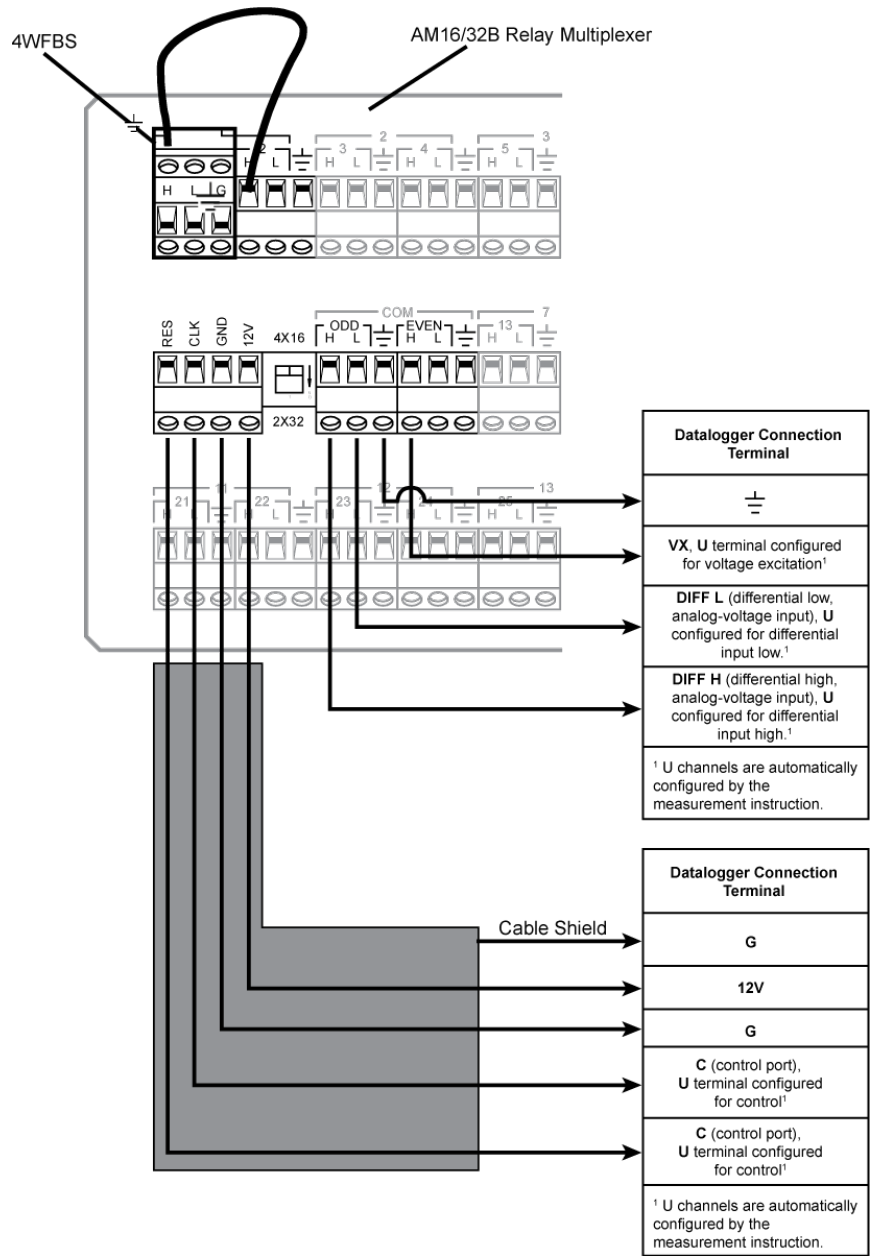 4WFBS
AM16/32B Relay Multiplexer
2 3
2 3 4 5
H L H L H L H L
H L G
COM 7
RES CLK GND 12V 4X16 ODD EVEN 13
H L H L H L
2X32
11 12 13
21 22 23 24 25
H L H L H L H L H L
Datalogger Connection
Terminal
VX, U terminal configured
for voltage excitation¹
DIFF L (differential low,
analog-voltage input), U
configured for differential
input low.¹
DIFF H (differential high,
analog-voltage input), U
configured for differential
input high.¹
¹ U channels are automatically
configured by the
measurement instruction.
Datalogger Connection
Terminal
Cable Shield
G
12V
G
C (control port),
U terminal configured
for control¹
C (control port),
U terminal configured
for control¹
¹ U channels are automatically
configured by the
measurement instruction.